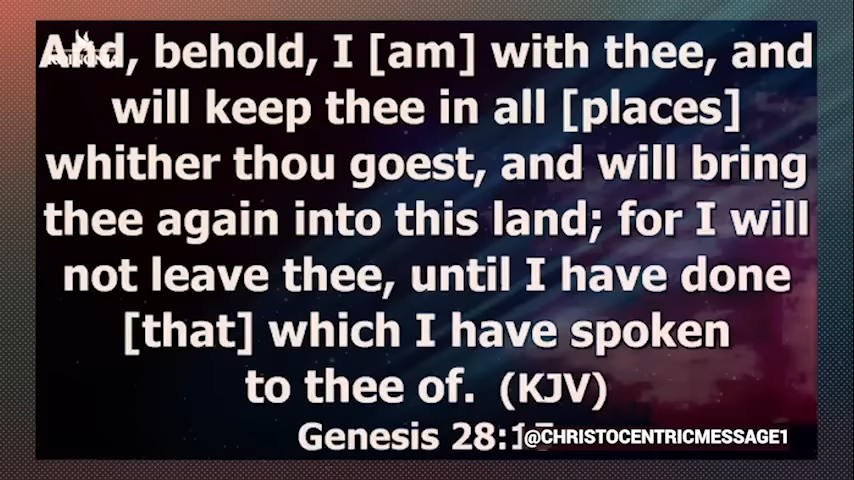 And, behold, I [am] with thee, and
will keep thee in all [places]
whither thou goest, and will bring
thee again into this land; for I will
not leave thee, until I have done
[that] which I have spoken
to thee of. (KJV)
Genesis 28:1
@CHRISTOCENTRICMESSAGE1